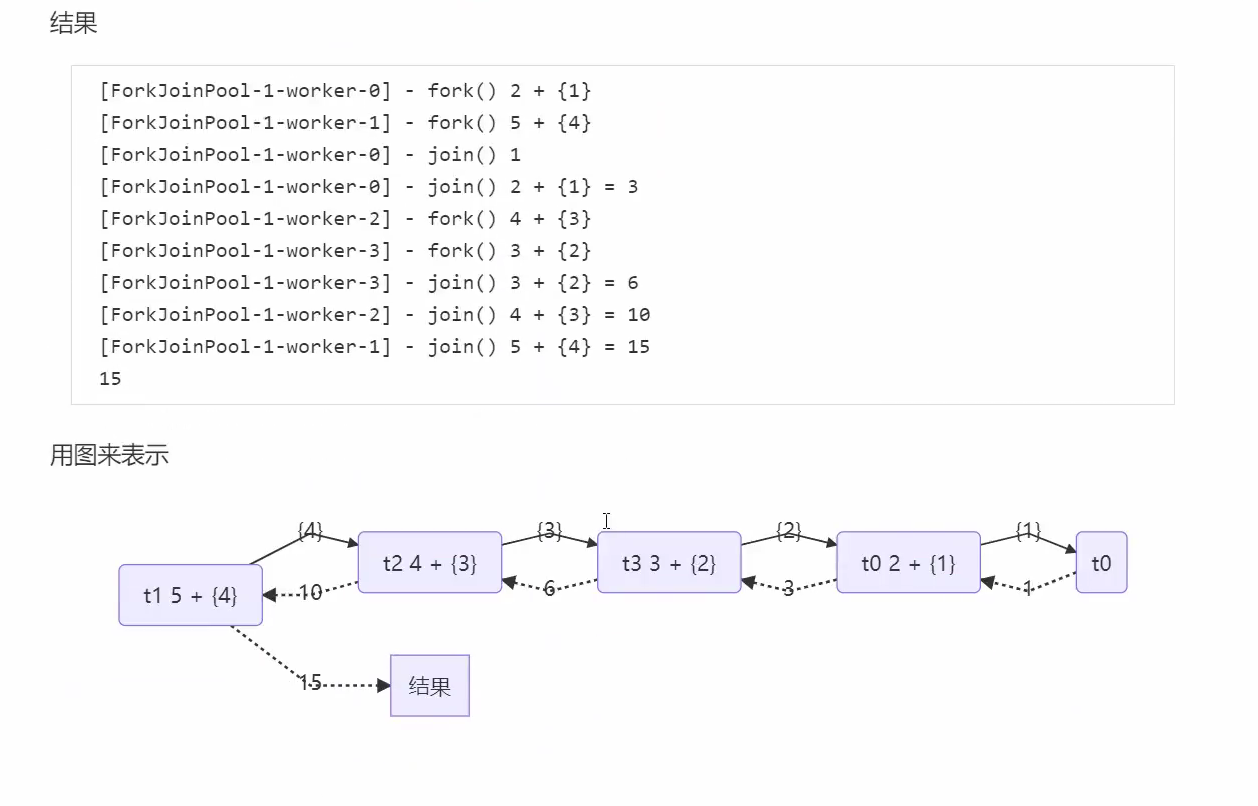 结果
[ForkJoinPool-1-worker-0] - fork() 2 + {1}
[ForkJoinPool-1-worker-1] - fork() 5 + {4}
[ForkJoinPool-1-worker-0] - join() 1
[ForkJoinPool-1-worker-0] - join() 2 + {1} = 3
[ForkJoinPool-1-worker-2] - fork() 4 + {3}
[ForkJoinPool-1-worker-3] - fork() 3 + {2}
[ForkJoinPool-1-worker-3] - join() 3 + {2} = 6
[ForkJoinPool-1-worker-2] - join() 4 + {3} = 10
[ForkJoinPool-1-worker-1] - join() 5 + {4} = 15
15
用图来表示
{4} {3} {2} {1}
t2 4 + {3} t3 3 + {2} t0 2 + {1} t0
t1 5 + {4} 10 6 3 1
15 结果